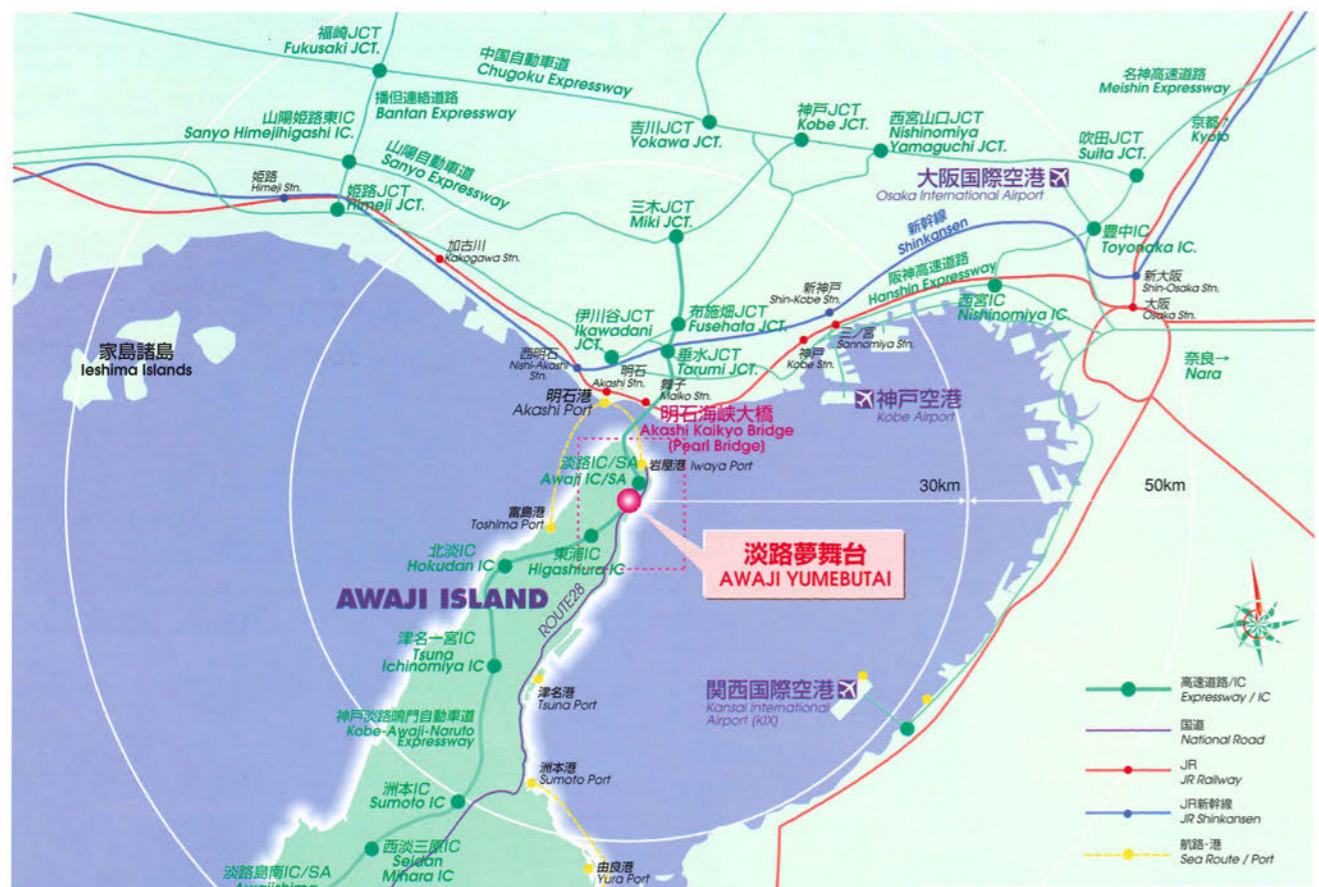 福崎JCT
Fukusaki JCT.
中国自動車道
Chugoku Expressway
名神高速道路
Meishin Expressway
播但連絡道路
Bantan Expressway
山陽姫路東IC
Sanyo Himejihigashi IC.
山陽自動車道
Sanyo Expressway
吉川JCT
Yokawa JCT.
神戸JCT
Kobe JCT.
西宮山口JCT
Nishinomiya
Yamaguchi JCT.
吹田JCT
Suita JCT.
京都↑
Kyoto
大阪国際空港
Osaka International Airport
姫路
Himeji Stn.
姫路JCT
Himeji JCT.
三木JCT
Miki JCT.
新幹線
Shinkansen
豊中IC
Toyonaka IC.
加古川
Kakogawa Stn.
阪神高速道路
Hanshin Expressway
新大阪
Shin-Osaka Stn.
新神戸
Shin-Kobe Stn.
西宮IC
Nishinomiya IC.
大阪
Osaka Stn.
伊川谷JCT
Ikawadani
JCT.
布施畑JCT
Fusehata JCT.
三ノ宮
Sannomiya Stn.
家島諸島
Ieshima Islands
西明石
Nishi-Akashi
Stn.
垂水JCT
Tarumi JCT.
神戸
Kobe Stn.
奈良→
Nara
明石
Akashi Stn.
舞子
Maiko Stn.
明石港
Akashi Port
明石海峡大橋
Akashi Kaikyo Bridge
(Pearl Bridge)
神戸空港
Kobe Airport
淡路IC/SA
Awaji IC/SA
岩屋港 Iwaya Port
30km
50km
富島港
Toshima Port
北淡IC
Hokudan IC
東浦IC
Higashiura IC
淡路夢舞台
AWAJI YUMEBUTAI
AWAJI ISLAND
ROUTE28
津名一宮IC
Tsuna
Ichinomiya IC
津名港
Tsuna Port
関西国際空港
Kansai International
Airport (KIX)
神戸淡路鳴門自動車道
Kobe-Awaji-Naruto
Expressway
洲本港
Sumoto Port
洲本IC
Sumoto IC
西淡三原IC
Seidan
Mihara IC
淡路島南IC/SA
Awajishima
由良港
Yura Port
高速道路/IC
Expressway / IC
国道
National Road
JR
JR Railway
JR新幹線
JR Shinkansen
航路・港
Sea Route / Port